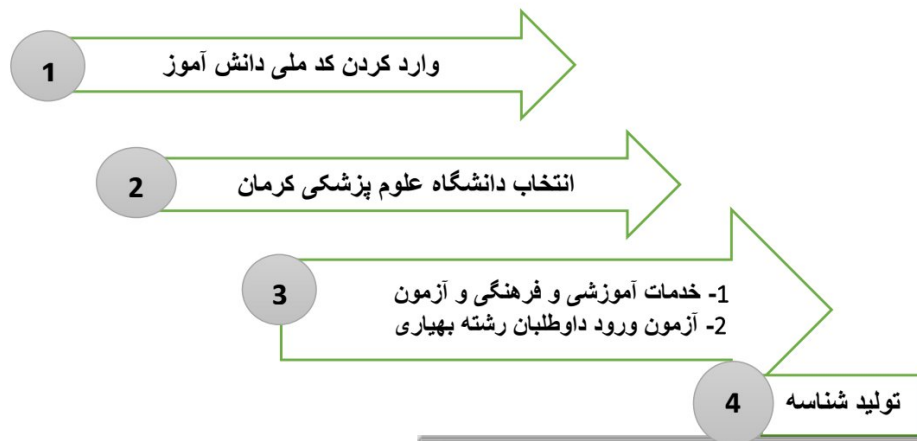 1
وارد کردن کد ملی دانش آموز
2
انتخاب دانشگاه علوم پزشکی کرمان
3
1- خدمات آموزشی و فرهنگی و آزمون
2- آزمون ورود داوطلبان رشته بهیاری
4
تولید شناسه